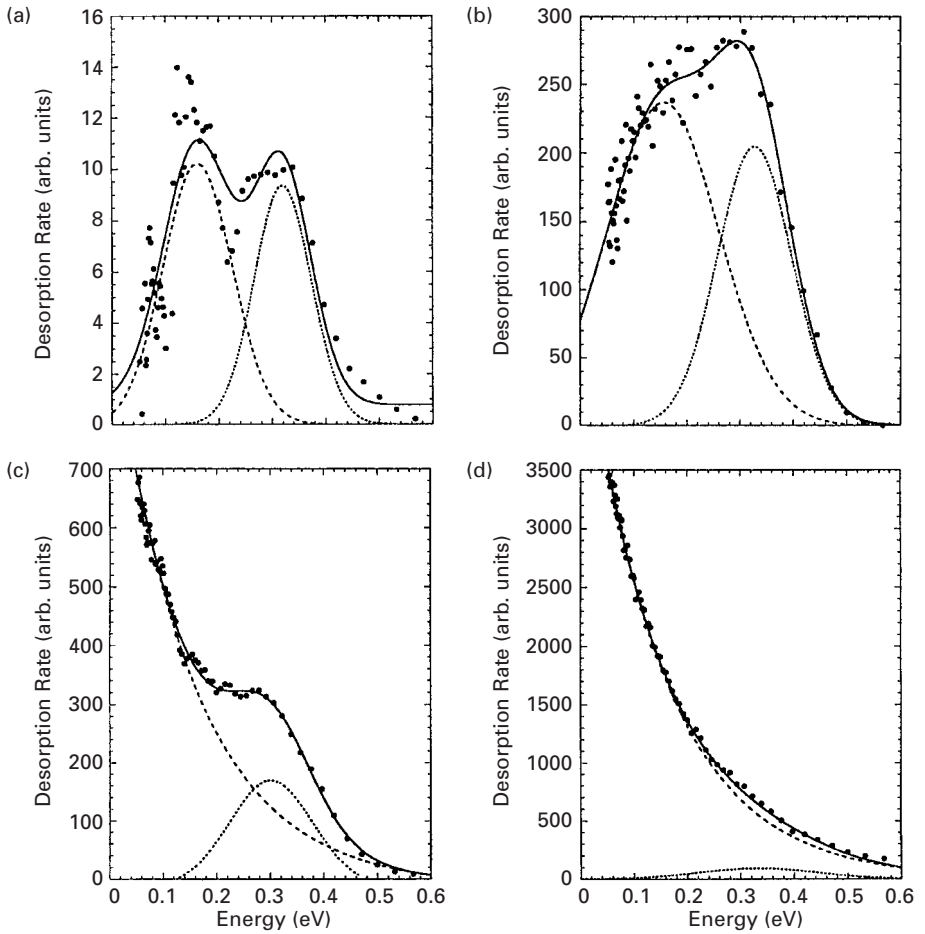 (a)
16
14
12
10
8
6
4
2
0
Desorption Rate (arb. units)
(b)
300
250
200
150
100
50
0
Desorption Rate (arb. units)
(c)
700
600
500
400
300
200
100
0
Desorption Rate (arb. units)
0 0.1 0.2 0.3 0.4 0.5 0.6
Energy (eV)
(d)
3500
3000
2500
2000
1500
1000
500
0
Desorption Rate (arb. units)
0 0.1 0.2 0.3 0.4 0.5 0.6
Energy (eV)